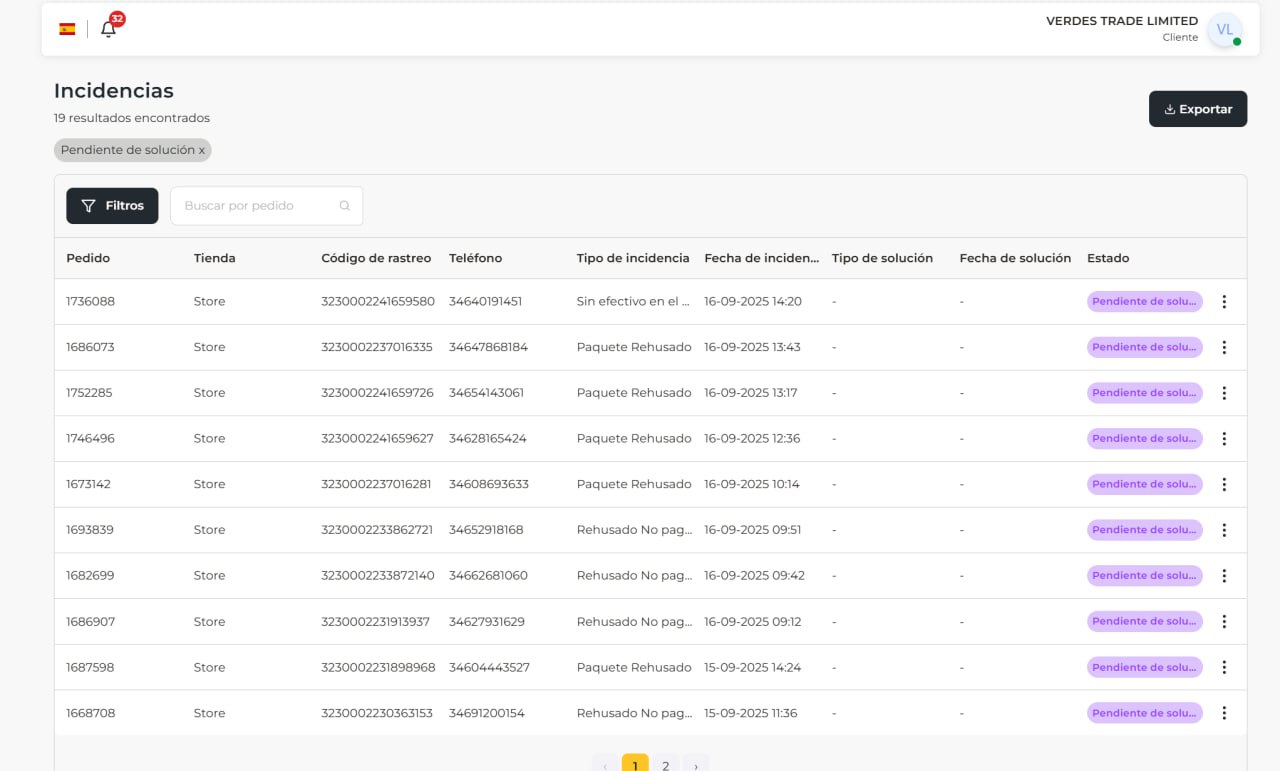 32
VERDES TRADE LIMITED
Cliente
VL
Incidencias
19 resultados encontrados
Exportar
Pendiente de solución x
Filtros
Buscar por pedido
Pedido Tienda Código de rastreo Teléfono Tipo de incidencia Fecha de inciden... Tipo de solución Fecha de solución Estado
1736088 Store 3230002241659580 34640191451 Sin efectivo en el ... 16-09-2025 14:20 - - Pendiente de solu...
1686073 Store 3230002237016335 34647868184 Paquete Rehusado 16-09-2025 13:43 - - Pendiente de solu...
1752285 Store 3230002241659726 34654143061 Paquete Rehusado 16-09-2025 13:17 - - Pendiente de solu...
1746496 Store 3230002241659627 34628165424 Paquete Rehusado 16-09-2025 12:36 - - Pendiente de solu...
1673142 Store 3230002237016281 34608693633 Paquete Rehusado 16-09-2025 10:14 - - Pendiente de solu...
1693839 Store 3230002233862721 34652918168 Rehusado No pag... 16-09-2025 09:51 - - Pendiente de solu...
1682699 Store 3230002233872140 34662681060 Rehusado No pag... 16-09-2025 09:42 - - Pendiente de solu...
1686907 Store 3230002231913937 34627931629 Rehusado No pag... 16-09-2025 09:12 - - Pendiente de solu...
1687598 Store 3230002231898968 34604443527 Paquete Rehusado 15-09-2025 14:24 - - Pendiente de solu...
1668708 Store 3230002230363153 34691200154 Rehusado No pag... 15-09-2025 11:36 - - Pendiente de solu...
‹ 1 2 ›